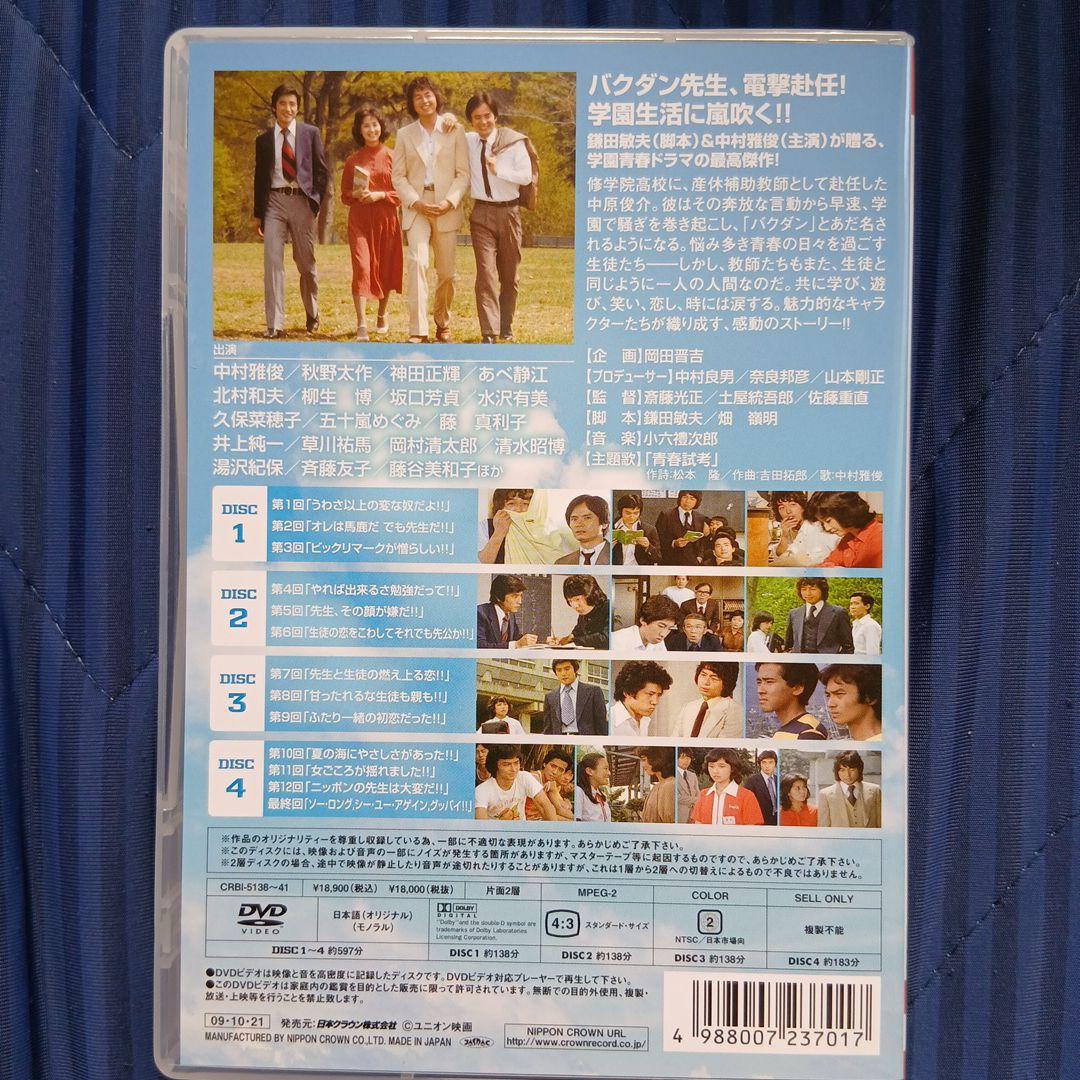 バクダン先生、電撃赴任!
学園生活に嵐吹く!!
鎌田敏夫(脚本)&中村雅俊(主演)が贈る、
学園青春ドラマの最高傑作!
修学院高校に、産休補助教師として赴任した
中原俊介。彼はその奔放な言動から早速、学
園で騒ぎを巻き起こし、「バクダン」とあだ名さ
れるようになる。悩み多き青春の日々を過ごす
生徒たち——しかし、教師たちもまた、生徒と
同じように一人の人間なのだ。共に学び、遊
び、笑い、恋し、時には涙する。魅力的なキャラ
クターたちが織り成す、感動のストーリー!!
出演
中村雅俊/秋野太作/神田正輝/あべ静江
北村和夫/柳生 博/坂口芳貞/水沢有美
久保菜穂子/五十嵐めぐみ/藤 真利子
井上純一/草川祐馬/岡村清太郎/清水昭博
湯沢紀保/斉藤友子/藤谷美和子ほか
【企 画】岡田晋吉
【プロデューサー】中村良男/奈良邦彦/山本剛正
【監 督】斎藤光正/土屋統吾郎/佐藤重直
【脚 本】鎌田敏夫/畑 嶺明
【音 楽】小六禮次郎
【主題歌】「青春試考」
作詩:松本 隆/作曲:吉田拓郎/歌:中村雅俊
DISC 1
第1回「うわさ以上の変な奴だよ!!」
第2回「オレは馬鹿だ でも先生だ!!」
第3回「ビックリマークが憎らしい!!」
DISC 2
第4回「やれば出来るさ勉強だって!!」
第5回「先生、その顔が嫌だ!!」
第6回「生徒の恋をこわしてそれでも先公か!!」
DISC 3
第7回「先生と生徒の燃え上る恋!!」
第8回「甘ったれるな生徒も親も!!」
第9回「ふたり一緒の初恋だった!!」
DISC 4
第10回「夏の海にやさしさがあった!!」
第11回「女ごころが揺れました!!」
第12回「ニッポンの先生は大変だ!!」
最終回「ソー・ロング,シー・ユー・アゲイン,グッバイ!!」
※作品のオリジナリティーを尊重し収録している為、一部に不適切な表現があります。あらかじめご了承下さい。
※このディスクには、映像および音声の一部にノイズが発生する箇所がありますが、マスターテープ等に起因するものですので、あらかじめご了承下さい。
※2層ディスクの場合、途中で映像が静止したり音声が途切れたりすることがありますが、これは1層から2層への切替えによるもので不良ではありません。
CRBI-5138〜41 ¥18,900(税込) ¥18,000(税抜) 片面2層 MPEG-2 COLOR SELL ONLY
DVD VIDEO
日本語(オリジナル)
(モノラル)
DOLBY DIGITAL
"Dolby" and the double-D symbol are
trademarks of Dolby Laboratories
Licensing Corporation.
4:3 スタンダード・サイズ
2
NTSC/日本市場向
複製不能
DISC 1〜4 約597分 DISC 1 約138分 DISC 2 約138分 DISC 3 約138分 DISC 4 約183分
●DVDビデオは映像と音を高密度に記録したディスクです。DVDビデオ対応プレーヤーで再生して下さい。
●このDVDビデオは家庭内の鑑賞を目的とした販売に限って許可されています。無断での目的外使用、複製・
放送・上映等を行うことを禁止致します。
09・10・21 発売元:日本クラウン株式会社 ©ユニオン映画
MANUFACTURED BY NIPPON CROWN CO.,LTD. MADE IN JAPAN
NIPPON CROWN URL
http://www.crownrecord.co.jp/
4 988007 237017